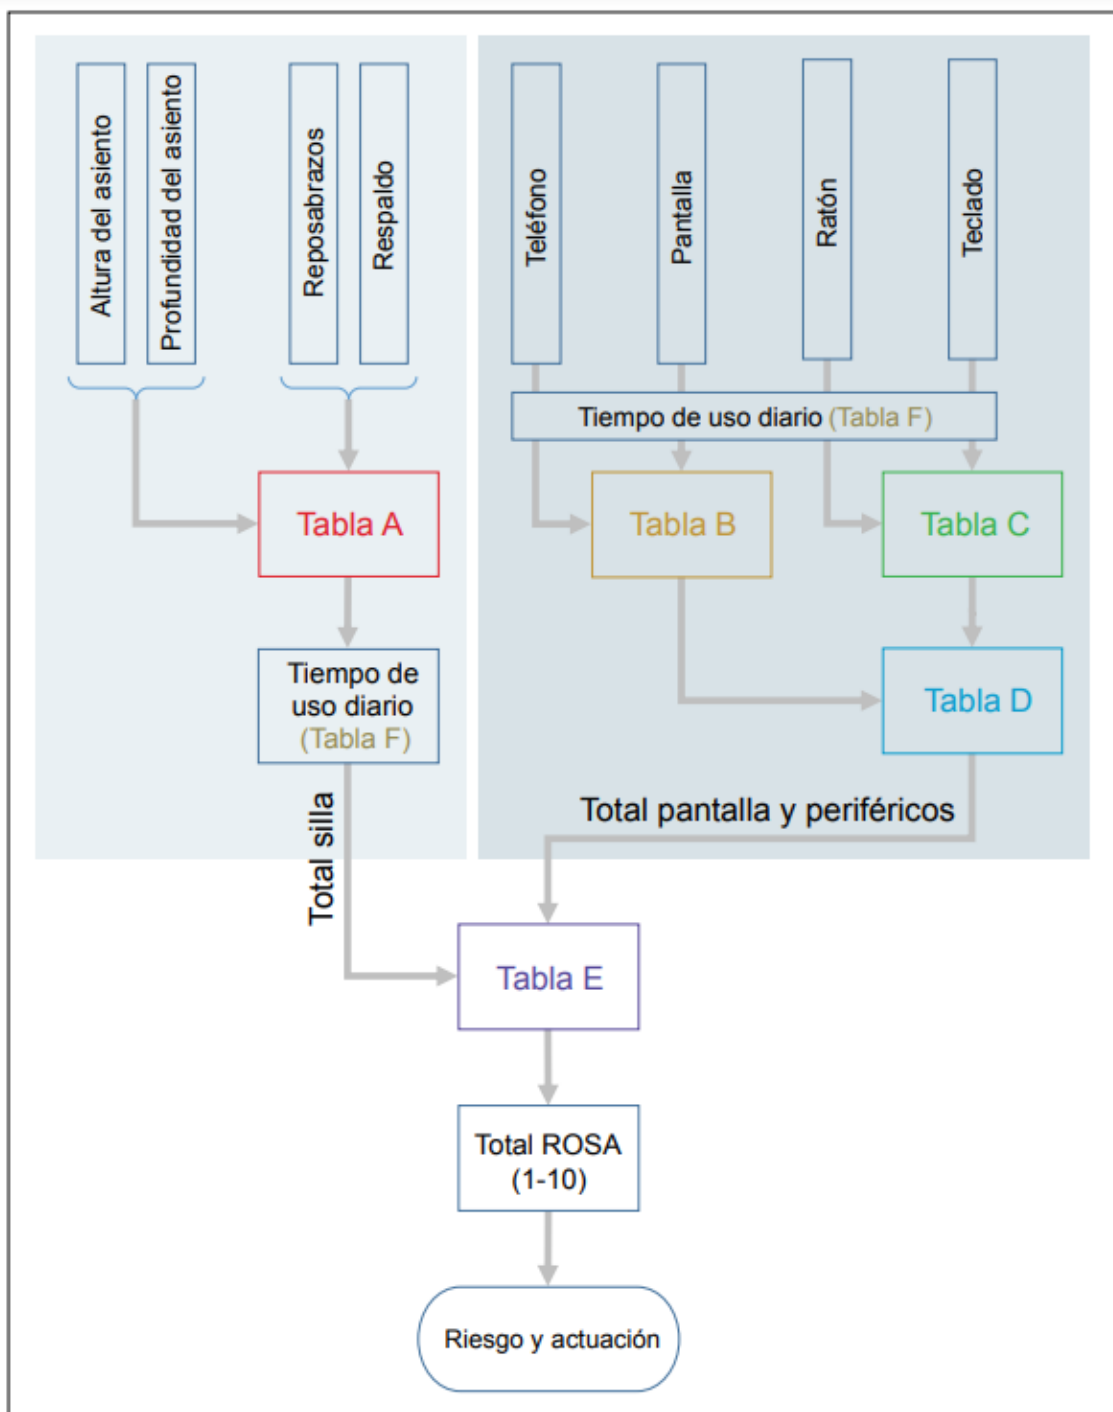 Altura del asiento
Profundidad del asiento
Reposabrazos
Respaldo
Teléfono
Pantalla
Ratón
Teclado
Tiempo de uso diario (Tabla F)
Tabla A
Tabla B
Tabla C
Tiempo de
uso diario
(Tabla F)
Tabla D
Total silla
Total pantalla y periféricos
Tabla E
Total ROSA
(1-10)
Riesgo y actuación